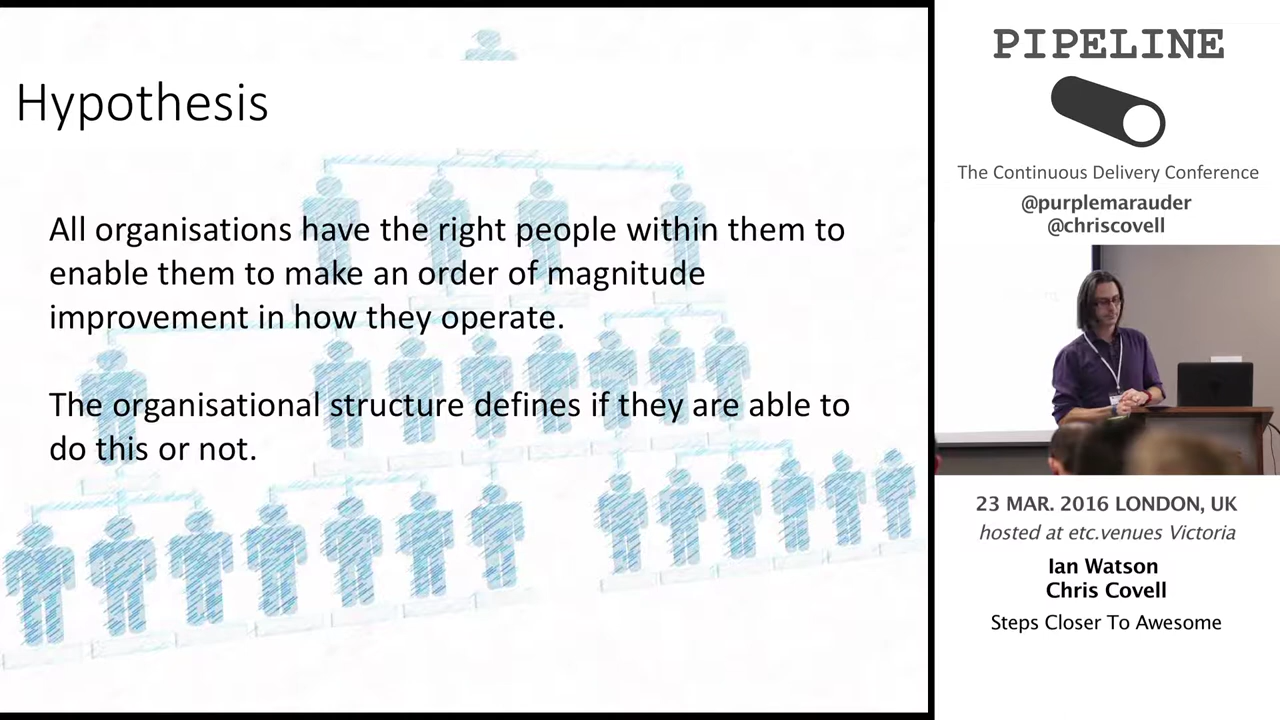 Hypothesis
All organisations have the right people within them to
enable them to make an order of magnitude
improvement in how they operate.
The organisational structure defines if they are able to
do this or not.
PIPELINE
The Continuous Delivery Conference
@purplemarauder
@chriscovell
23 MAR. 2016 LONDON, UK
hosted at etc.venues Victoria
Ian Watson
Chris Covell
Steps Closer To Awesome